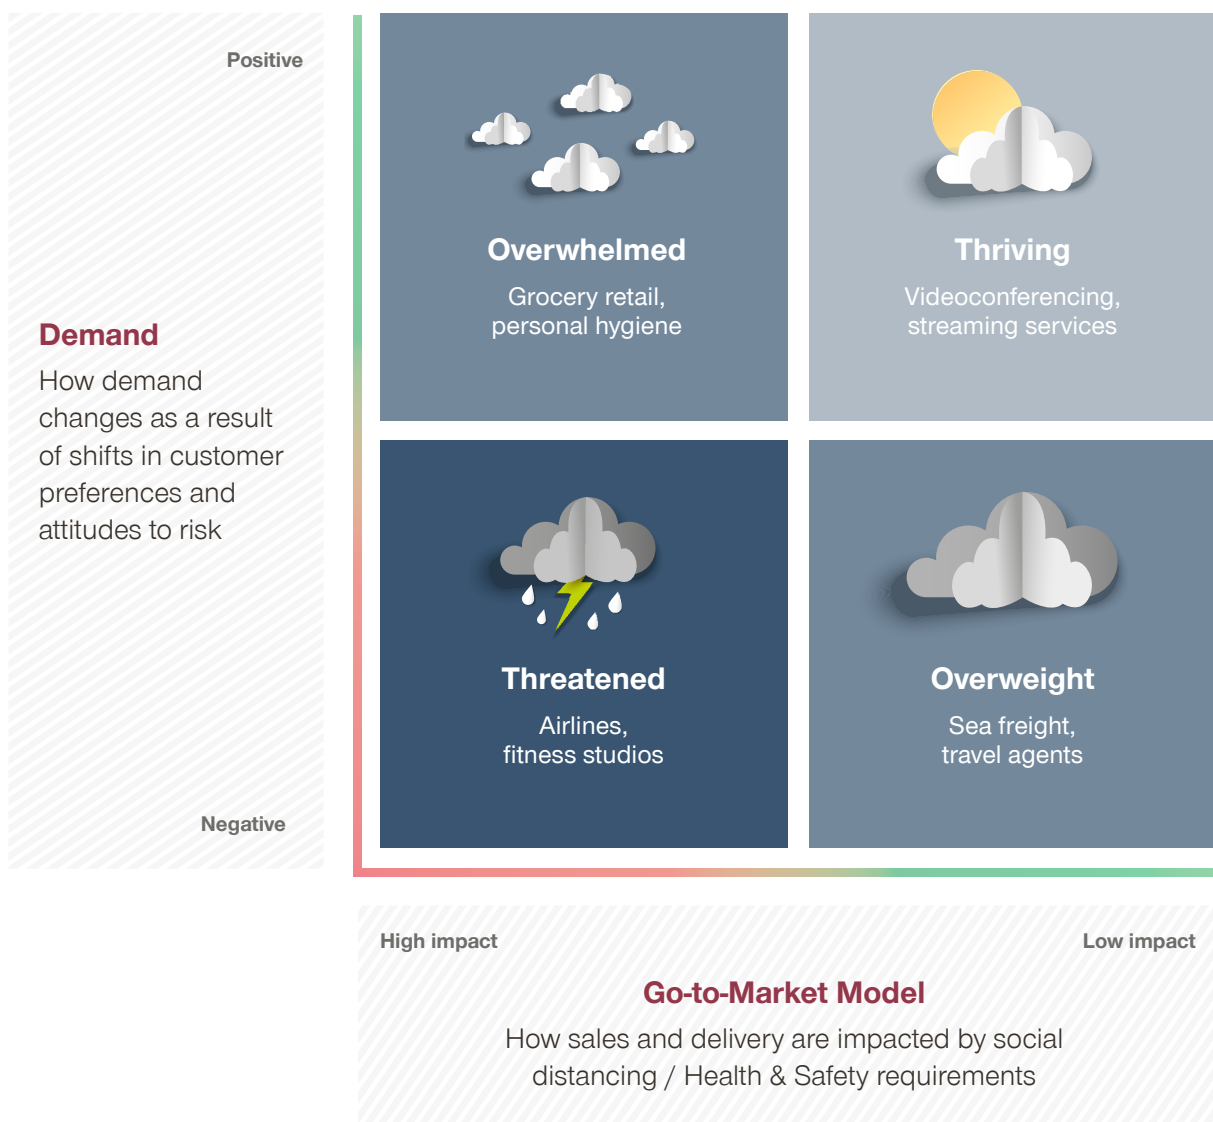 Positive
Demand
How demand
changes as a result
of shifts in customer
preferences and
attitudes to risk
Negative
Overwhelmed
Grocery retail,
personal hygiene
Thriving
Videoconferencing,
streaming services
Threatened
Airlines,
fitness studios
Overweight
Sea freight,
travel agents
High impact
Low impact
Go-to-Market Model
How sales and delivery are impacted by social
distancing / Health & Safety requirements